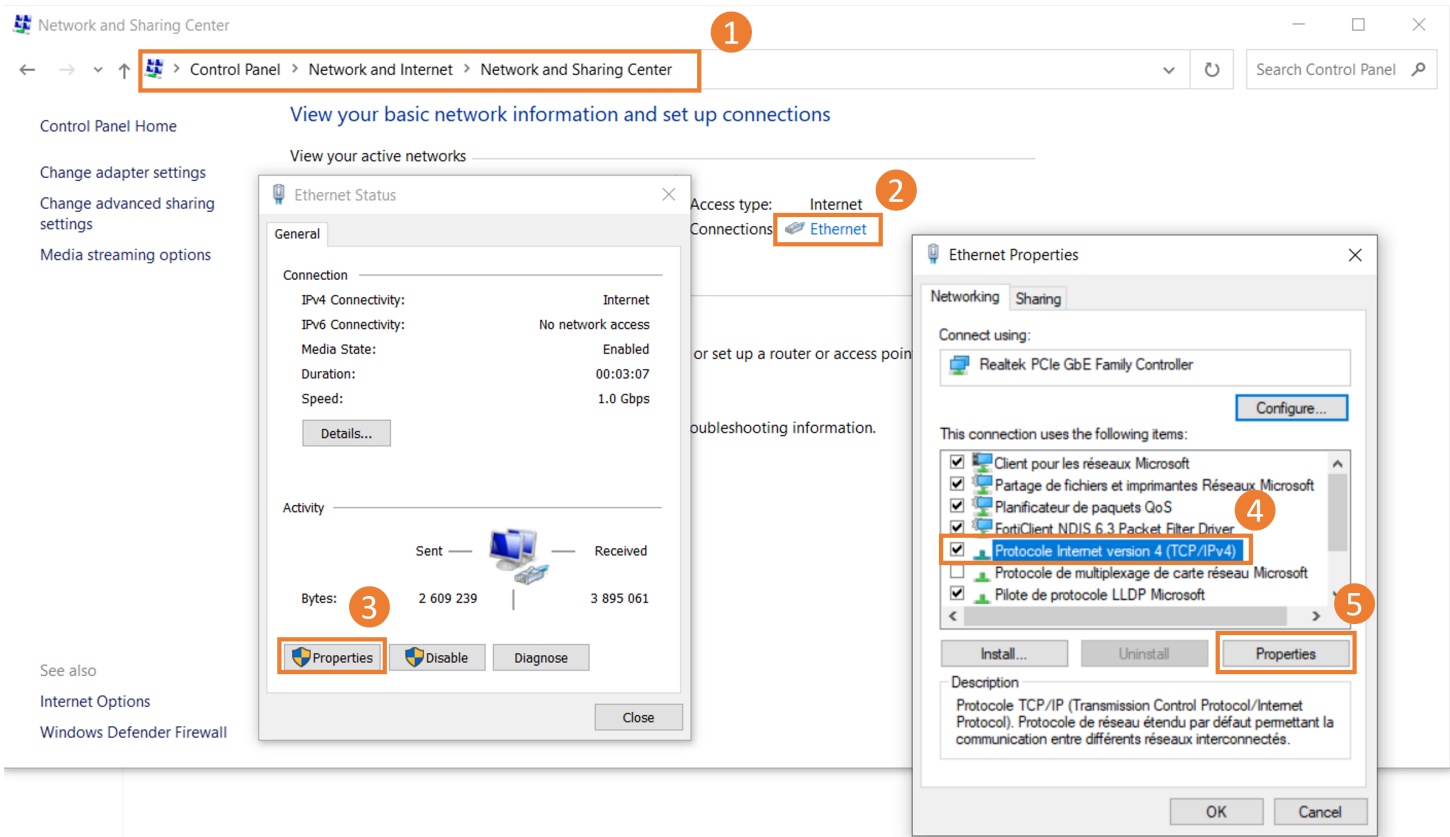 Network and Sharing Center
1
Control Panel > Network and Internet > Network and Sharing Center
Search Control Panel
Control Panel Home
Change adapter settings
Change advanced sharing
settings
Media streaming options
See also
Internet Options
Windows Defender Firewall
View your basic network information and set up connections
View your active networks
Access type: Internet
2
Connections Ethernet
or set up a router or access poin
oubleshooting information.
Ethernet Status
General
Connection
IPv4 Connectivity: Internet
IPv6 Connectivity: No network access
Media State: Enabled
Duration: 00:03:07
Speed: 1.0 Gbps
Details...
Activity
Sent — — Received
Bytes: 2 609 239 3 895 061
3
Properties Disable Diagnose
Close
Ethernet Properties
Networking Sharing
Connect using:
Realtek PCIe GbE Family Controller
Configure...
This connection uses the following items:
Client pour les réseaux Microsoft
Partage de fichiers et imprimantes Réseaux Microsoft
Planificateur de paquets QoS
4
FortiClient NDIS 6.3 Packet Filter Driver
Protocole Internet version 4 (TCP/IPv4)
Protocole de multiplexage de carte réseau Microsoft
Pilote de protocole LLDP Microsoft
5
Install... Uninstall Properties
Description
Protocole TCP/IP (Transmission Control Protocol/Internet
Protocol). Protocole de réseau étendu par défaut permettant la
communication entre différents réseaux interconnectés.
OK Cancel